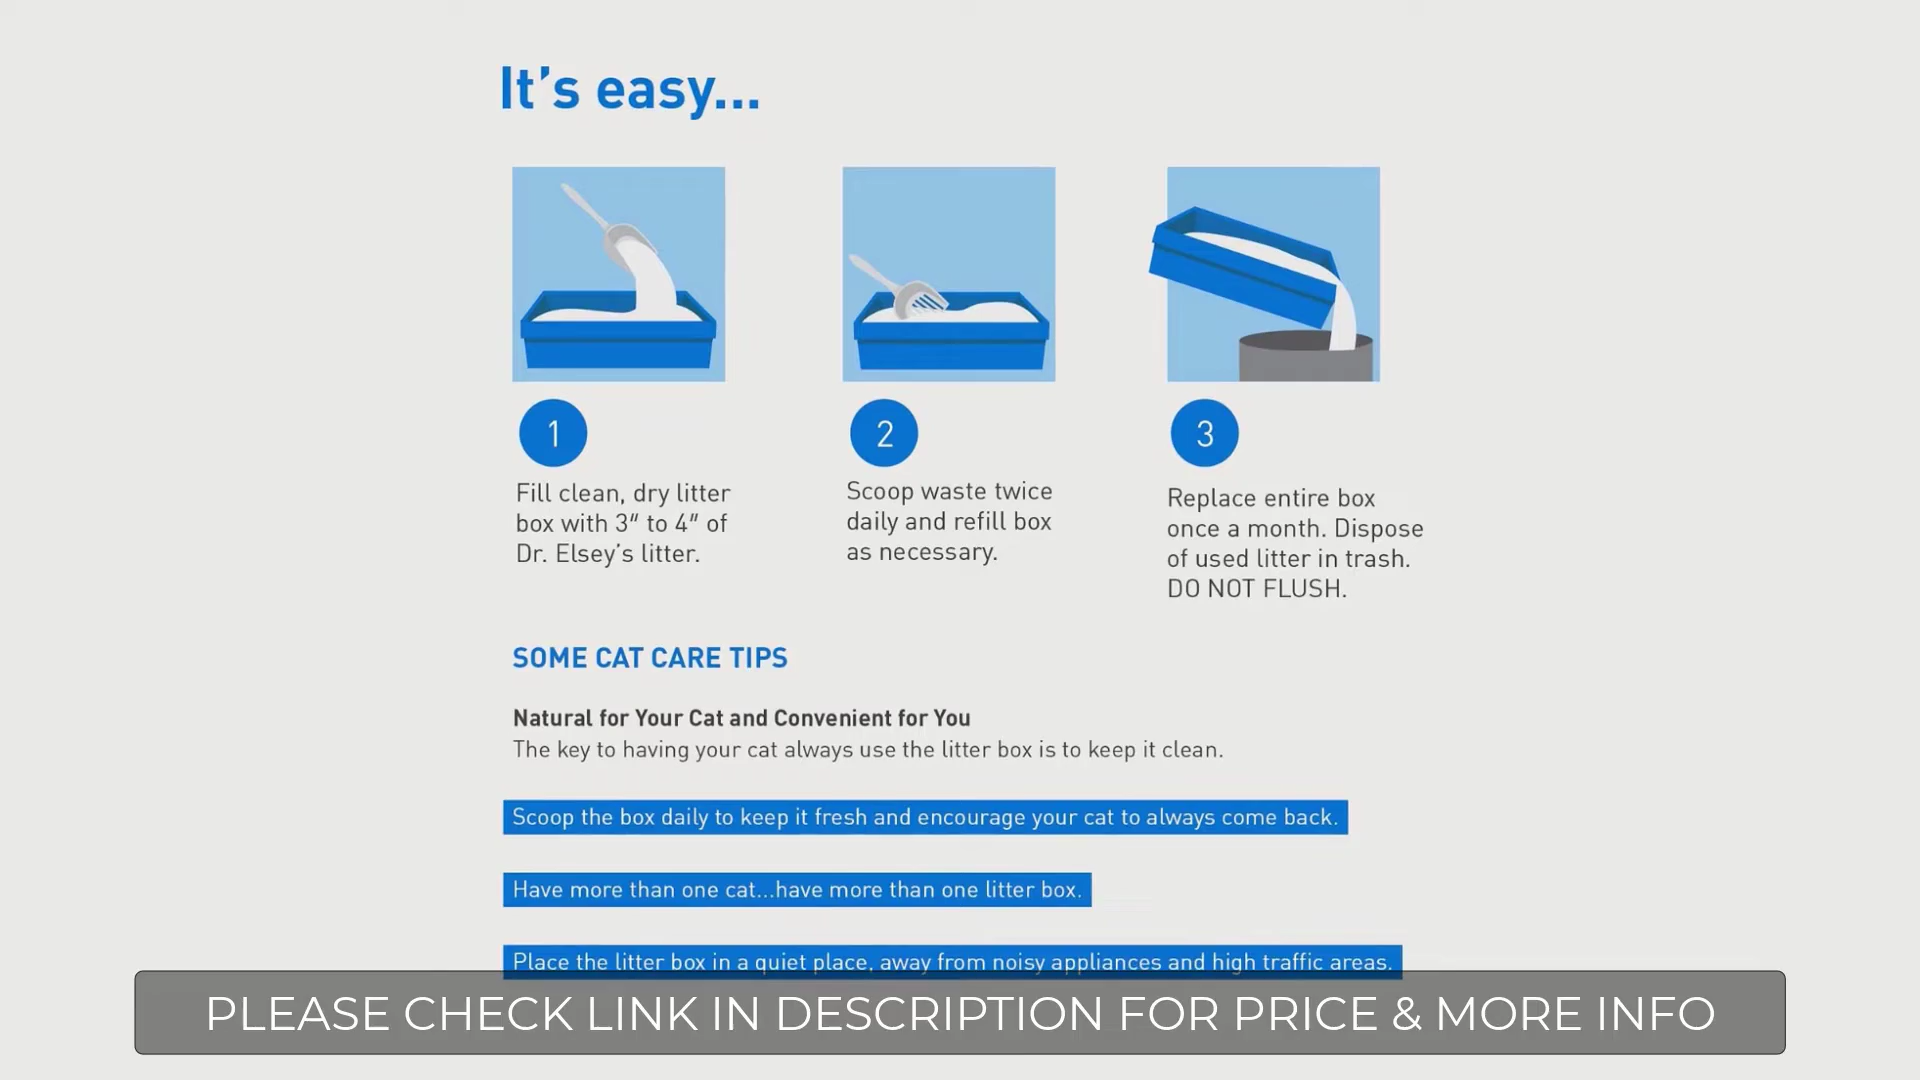 It's easy...
1
Fill clean, dry litter
box with 3" to 4" of
Dr. Elsey's litter.
2
Scoop waste twice
daily and refill box
as necessary.
3
Replace entire box
once a month. Dispose
of used litter in trash.
DO NOT FLUSH.
SOME CAT CARE TIPS
Natural for Your Cat and Convenient for You
The key to having your cat always use the litter box is to keep it clean.
Scoop the box daily to keep it fresh and encourage your cat to always come back.
Have more than one cat...have more than one litter box.
Place the litter box in a quiet place, away from noisy appliances and high traffic areas.
PLEASE CHECK LINK IN DESCRIPTION FOR PRICE & MORE INFO